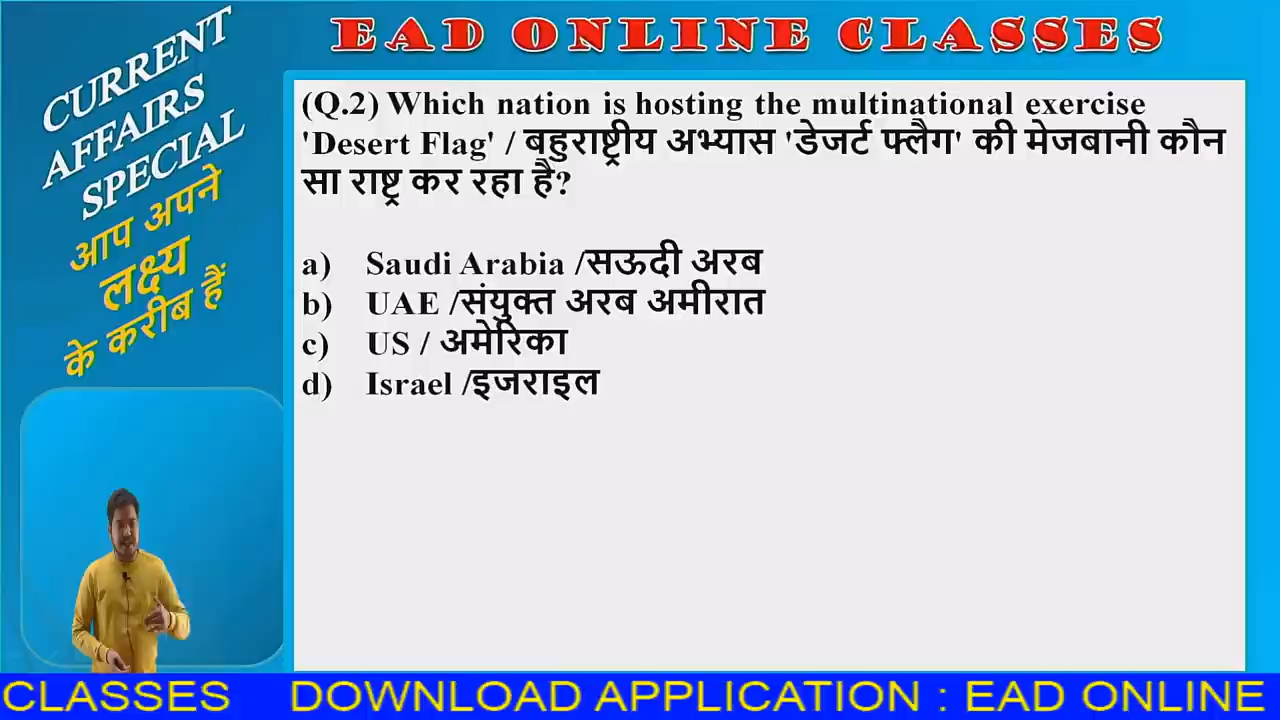 EAD ONLINE CLASSES
CURRENT
AFFAIRS
SPECIAL
आप अपने
लक्ष्य
के करीब हैं
(Q.2) Which nation is hosting the multinational exercise
'Desert Flag' / बहुराष्ट्रीय अभ्यास 'डेजर्ट फ्लैग' की मेजबानी कौन
सा राष्ट्र कर रहा है?
a) Saudi Arabia /सऊदी अरब
b) UAE /संयुक्त अरब अमीरात
c) US / अमेरिका
d) Israel /इजराइल
CLASSES DOWNLOAD APPLICATION : EAD ONLINE